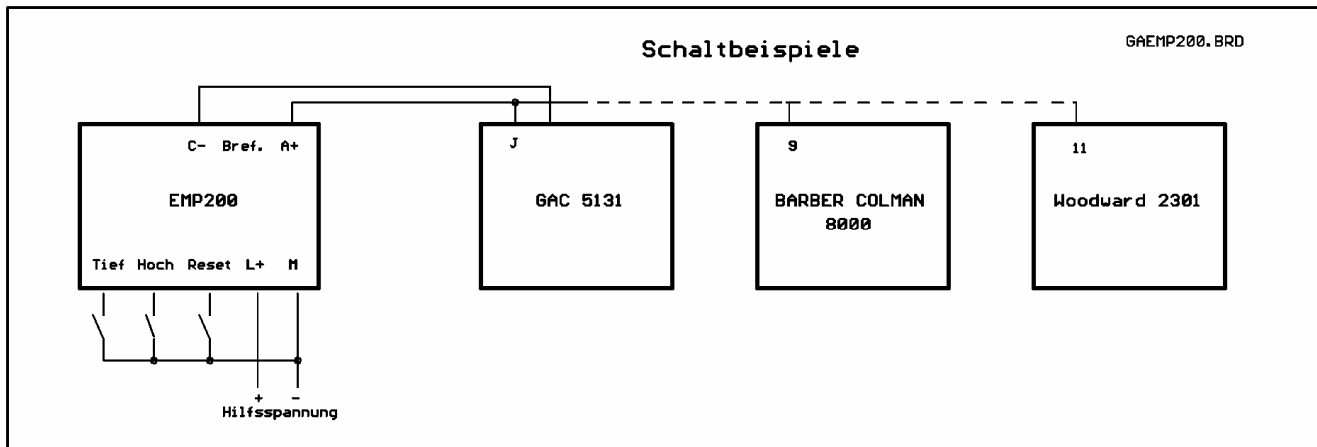 Schaltbeispiele
GAEMP200.BRD
C- Bref. A+
EMP200
Tief Hoch Reset L+ M
+ -
Hilfsspannung
J
GAC 5131
9
BARBER COLMAN
8000
11
Woodward 2301